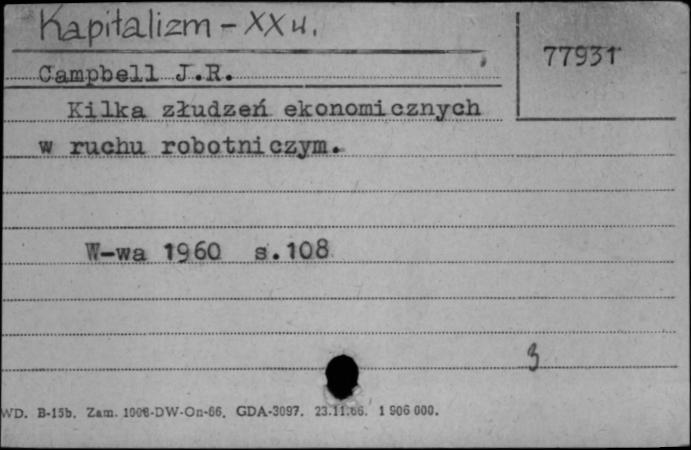 Kapitalizm - XX w.
77931
Campbell J.R.
Kilka złudzeń ekonomicznych
w ruchu robotniczym.
W-wa 1960 s.108
3
WD. B-15b. Zam. 1008-DW-On-66. GDA-3097. 23.11.66. 1 906 000.